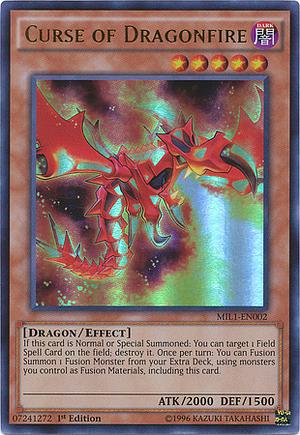 CURSE OF DRAGONFIRE
DARK
闇
MIL1-EN002
[DRAGON/EFFECT]
If this card is Normal or Special Summoned: You can target 1 Field
Spell Card on the field; destroy it. Once per turn: You can Fusion
Summon 1 Fusion Monster from your Extra Deck, using monsters
you control as Fusion Materials, including this card.
ATK/2000 DEF/1500
07241272 1st Edition ©1996 KAZUKI TAKAHASHI